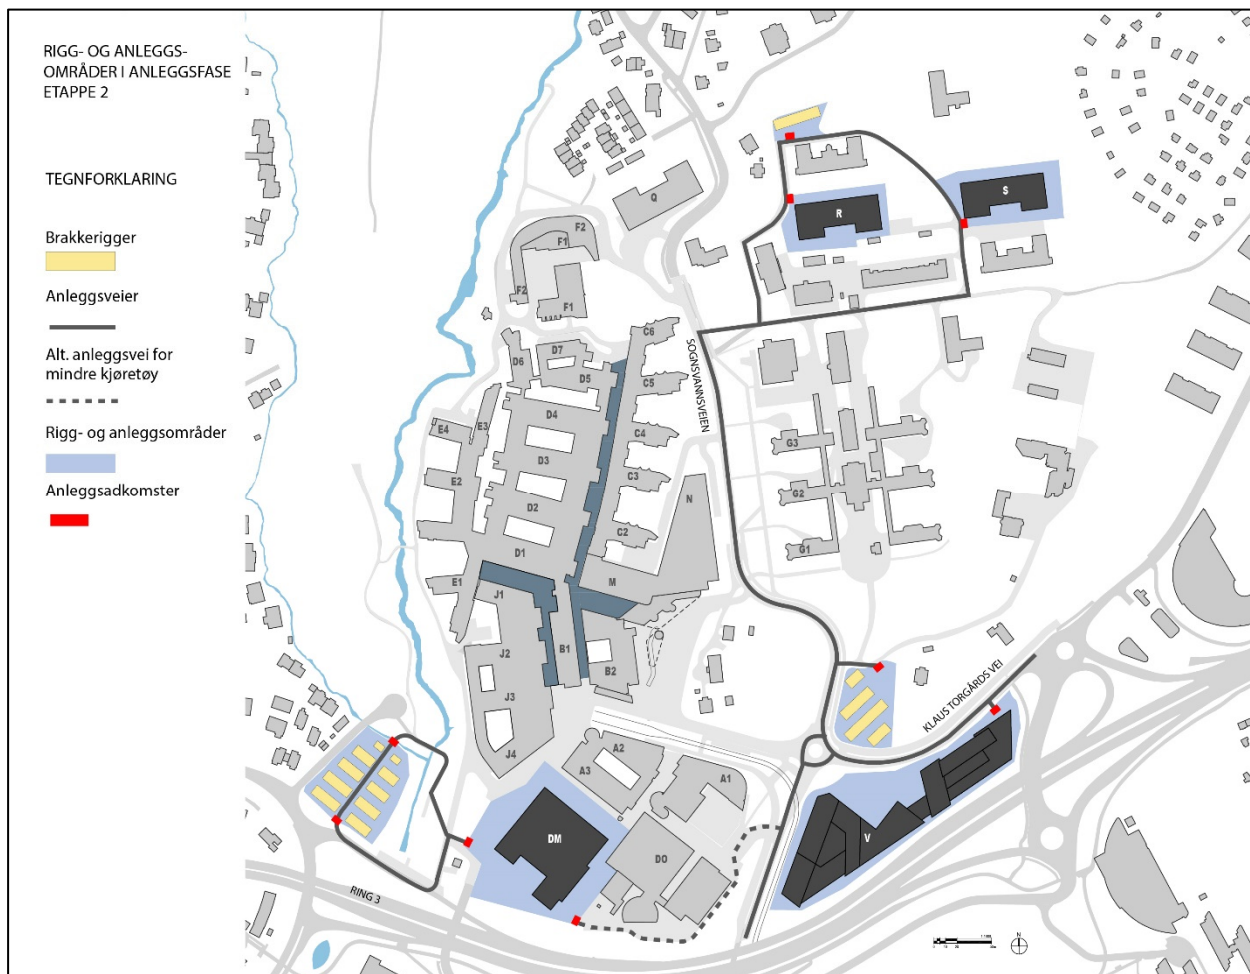 RIGG- OG ANLEGGS-
OMRÅDER I ANLEGGSFASE
ETAPPE 2
TEGNFORKLARING
Brakkerigger
Anleggsveier
Alt. anleggsvei for
mindre kjøretøy
Rigg- og anleggsområder
Anleggsadkomster
S
Q
R
F2
F1
F2
F1
C6
D7
D6
D5
C5
SOGNSVANNSVEIEN
D4
E3
E4
C4
G3
D3
C3
E2
N
G2
D2
C2
G1
D1
M
E1
J1
J2
B1
B2
J3
KLAUS TORGÅRDS VEI
J4
A2
A3
A1
DM
V
DO
RING 3
N